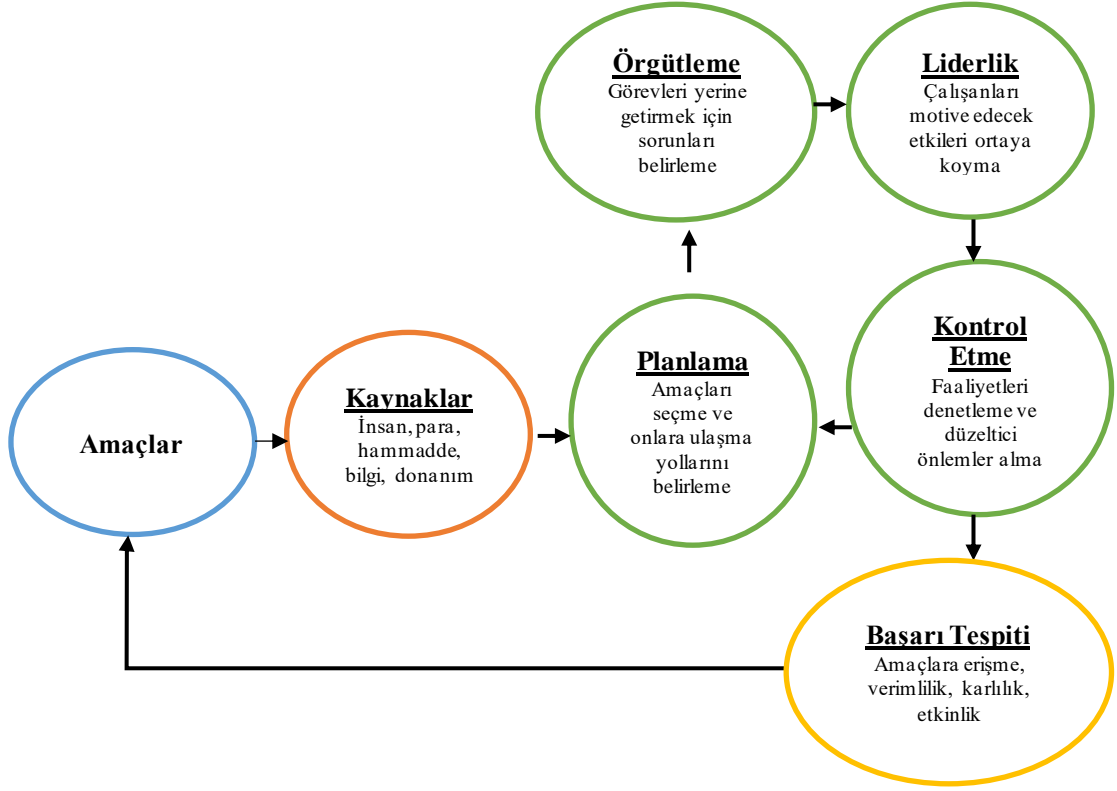 Örgütleme
Görevleri yerine
getirmek için
sorunları
belirleme
Liderlik
Çalışanları
motive edecek
etkileri ortaya
koyma
Amaçlar
Kaynaklar
İnsan, para,
hammadde,
bilgi, donanım
Planlama
Amaçları
seçme ve
onlara ulaşma
yollarını
belirleme
Kontrol
Etme
Faaliyetleri
denetleme ve
düzeltici
önlemler alma
Başarı Tespiti
Amaçlara erişme,
verimlilik, karlılık,
etkinlik